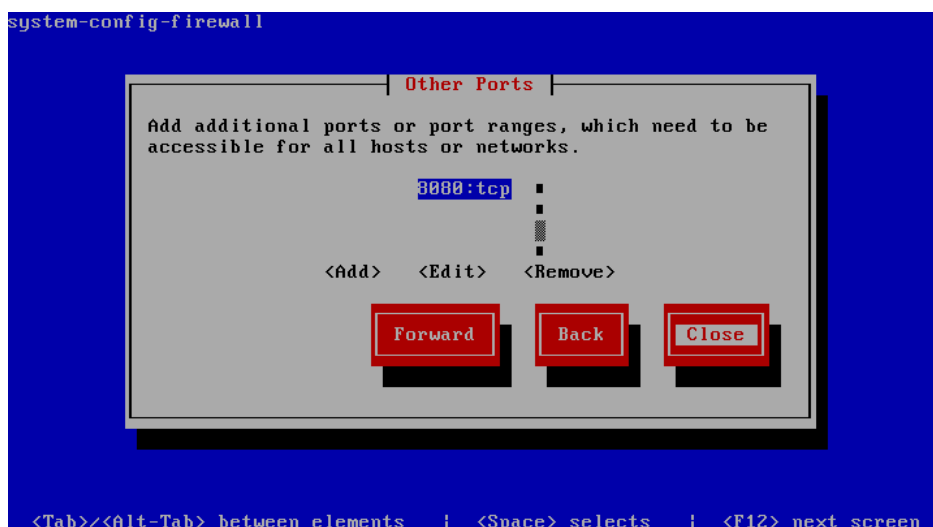 system-config-firewall
Other Ports
Add additional ports or port ranges, which need to be
accessible for all hosts or networks.
8080:tcp
<Add> <Edit> <Remove>
Forward Back Close
<Tab>/<Alt-Tab> between elements | <Space> selects | <F12> next screen